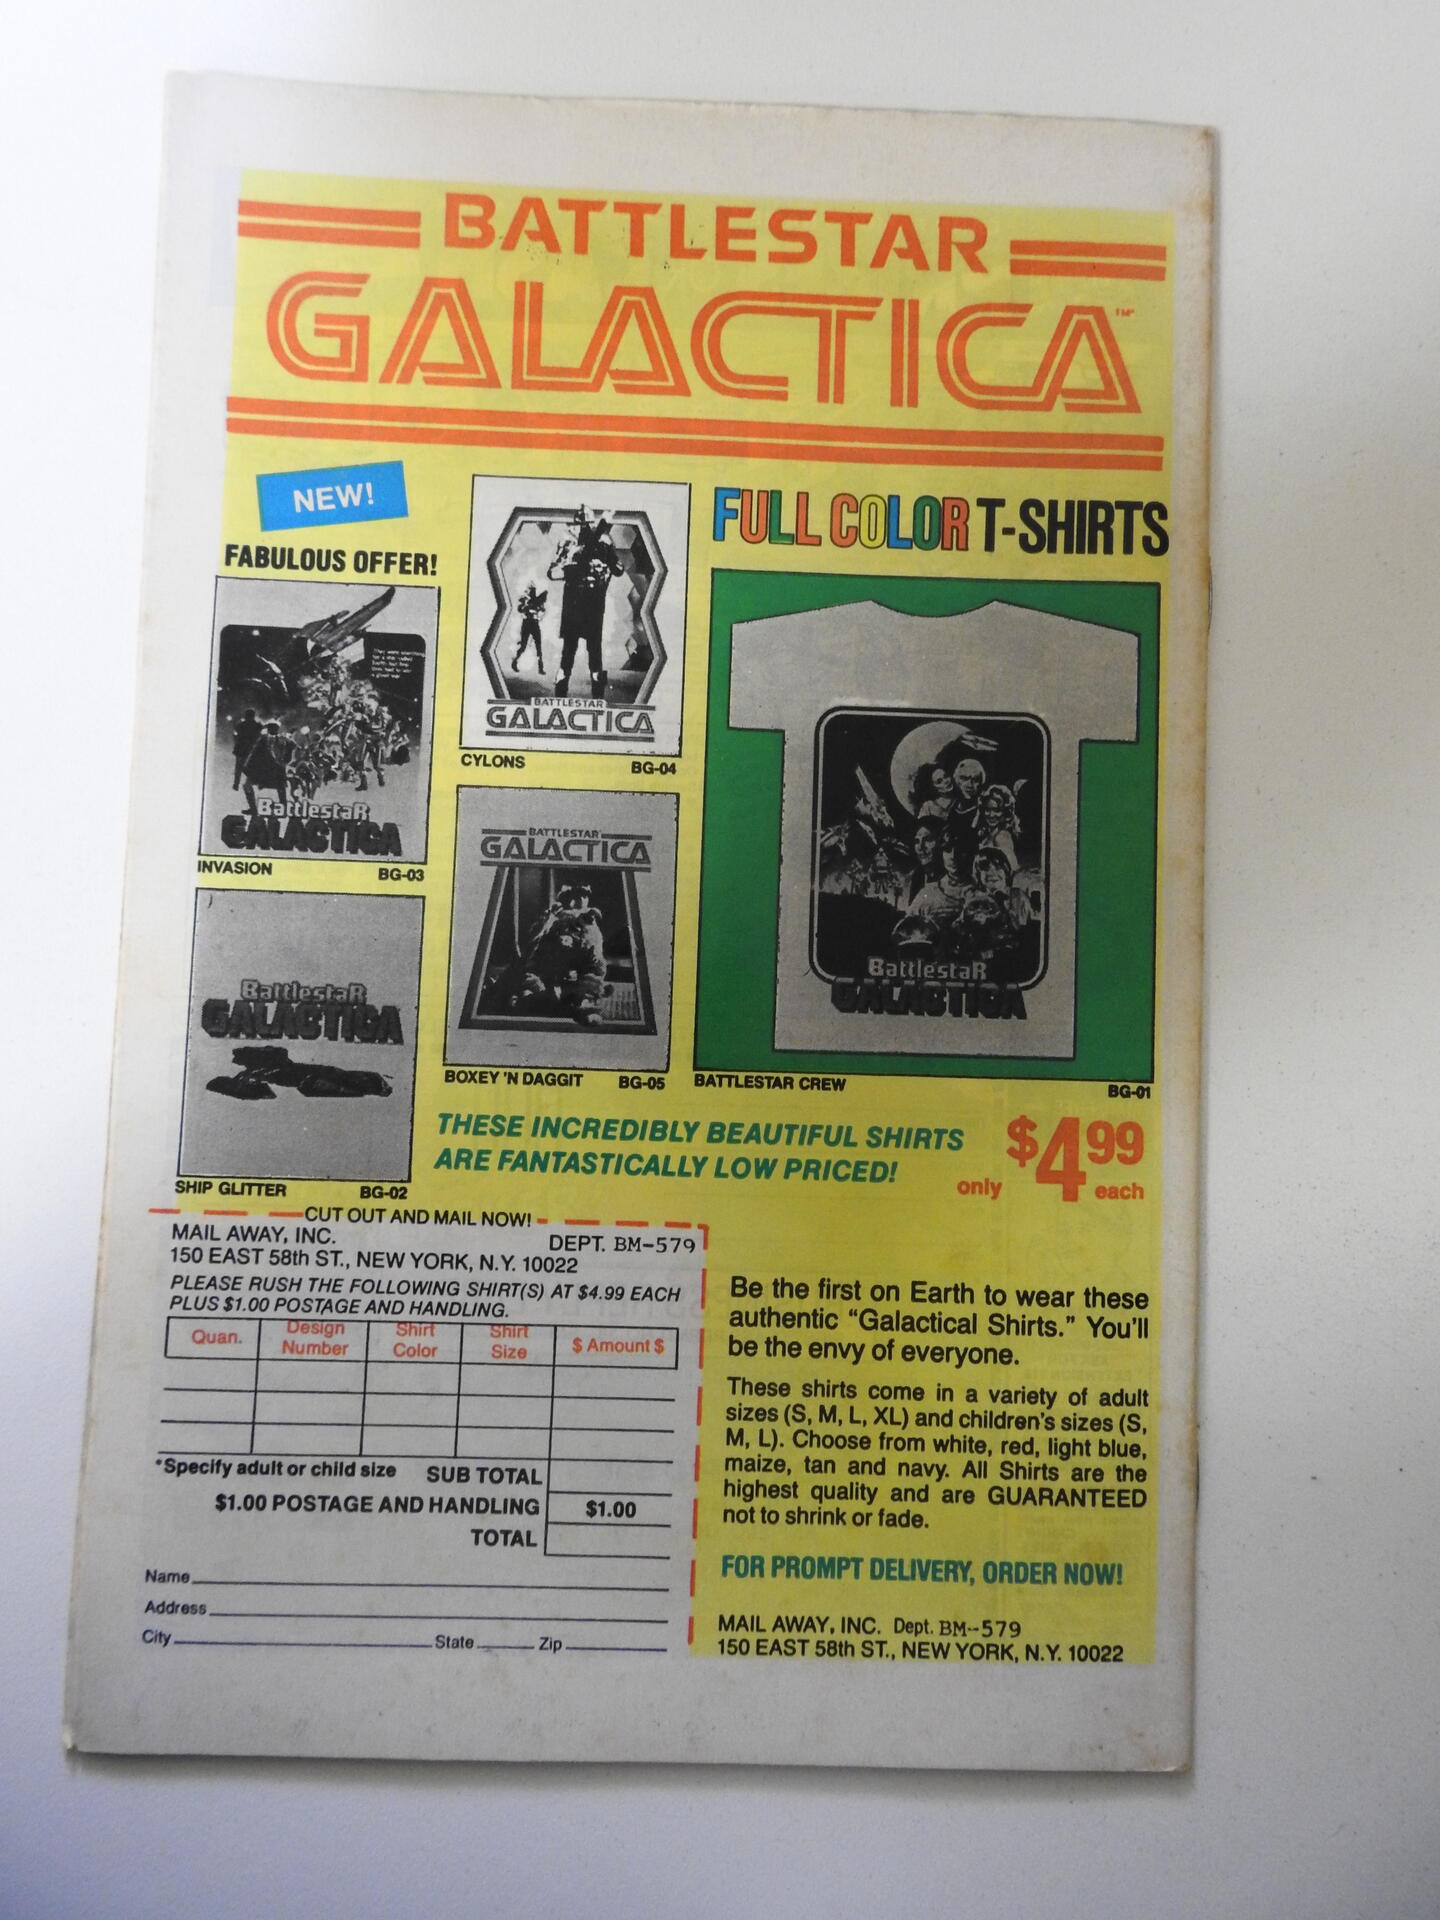 BATTLESTAR
GALACTICA™
NEW!
FABULOUS OFFER!
FULL COLOR T-SHIRTS
BATTLESTAR
GALACTICA
CYLONS BG-04
BattlestaR
GALACTICA
INVASION BG-03
BATTLESTAR
GALACTICA
BOXEY 'N DAGGIT BG-05
BattlestaR
GALACTICA
BATTLESTAR CREW BG-01
BattlestaR
GALACTICA
SHIP GLITTER BG-02
THESE INCREDIBLY BEAUTIFUL SHIRTS
ARE FANTASTICALLY LOW PRICED!
only $4.99 each
CUT OUT AND MAIL NOW!
MAIL AWAY, INC. DEPT. BM-579
150 EAST 58th ST., NEW YORK, N.Y. 10022
PLEASE RUSH THE FOLLOWING SHIRT(S) AT $4.99 EACH
PLUS $1.00 POSTAGE AND HANDLING.
Quan. Design Number Shirt Color Shirt Size $ Amount $
*Specify adult or child size SUB TOTAL
$1.00 POSTAGE AND HANDLING $1.00
TOTAL
Name
Address
City State Zip
Be the first on Earth to wear these
authentic “Galactical Shirts.” You'll
be the envy of everyone.
These shirts come in a variety of adult
sizes (S, M, L, XL) and children's sizes (S,
M, L). Choose from white, red, light blue,
maize, tan and navy. All Shirts are the
highest quality and are GUARANTEED
not to shrink or fade.
FOR PROMPT DELIVERY, ORDER NOW!
MAIL AWAY, INC. Dept. BM--579
150 EAST 58th ST., NEW YORK, N.Y. 10022